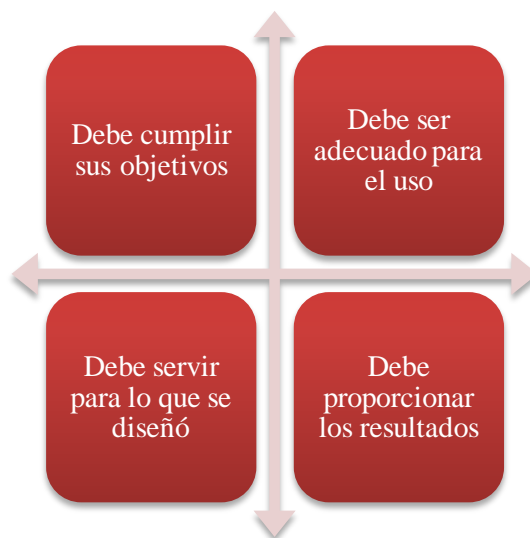 Debe cumplir
sus objetivos
Debe ser
adecuado para
el uso
Debe servir
para lo que se
diseñó
Debe
proporcionar
los resultados